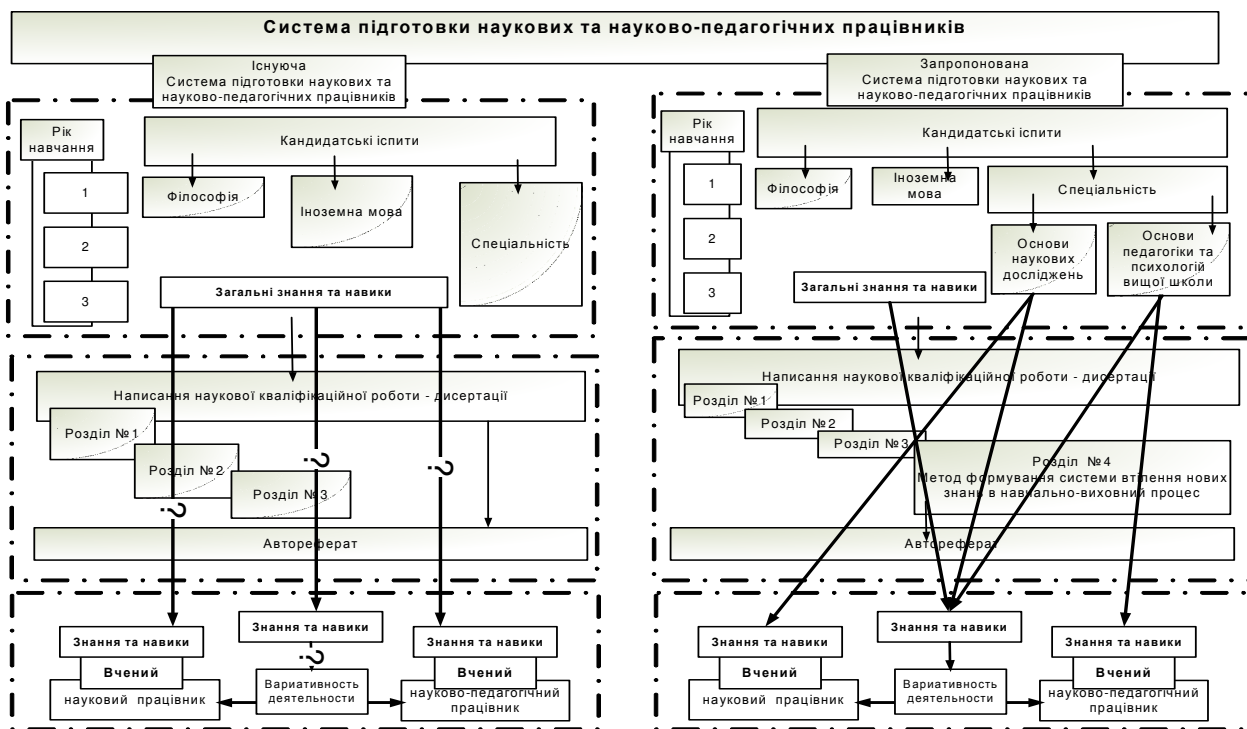 Система підготовки наукових та науково-педагогічних працівників
Існуюча
Система підготовки наукових та
науково-педагогічних працівників
Рік
навчання
1
2
3
Кандидатські іспити
Філософія
Іноземна мова
Спеціальність
Загальні знання та навики
Написання наукової кваліфікаційної роботи - дисертації
Розділ №1
Розділ №2
Розділ №3
?
?
?
Автореферат
Знання та навики
Вчений
науковий працівник
Знання та навики
?
Вариативность
деятельности
Знання та навики
Вчений
науково-педагогічний
працівник
Запропонована
Система підготовки наукових та
науково-педагогічних працівників
Рік
навчання
1
2
3
Кандидатські іспити
Філософія
Іноземна
мова
Спеціальність
Основи
наукових
досліджень
Основи
педагогіки та
психологій
вищої школи
Загальні знання та навики
Написання наукової кваліфікаційної роботи - дисертації
Розділ №1
Розділ №2
Розділ №3
Розділ №4
Метод формування системи втілення нових
знань в навчально-виховний процес
Автореферат
Знання та навики
Вчений
науковий працівник
Знання та навики
Вариативность
деятельности
Знання та навики
Вчений
науково-педагогічний
працівник